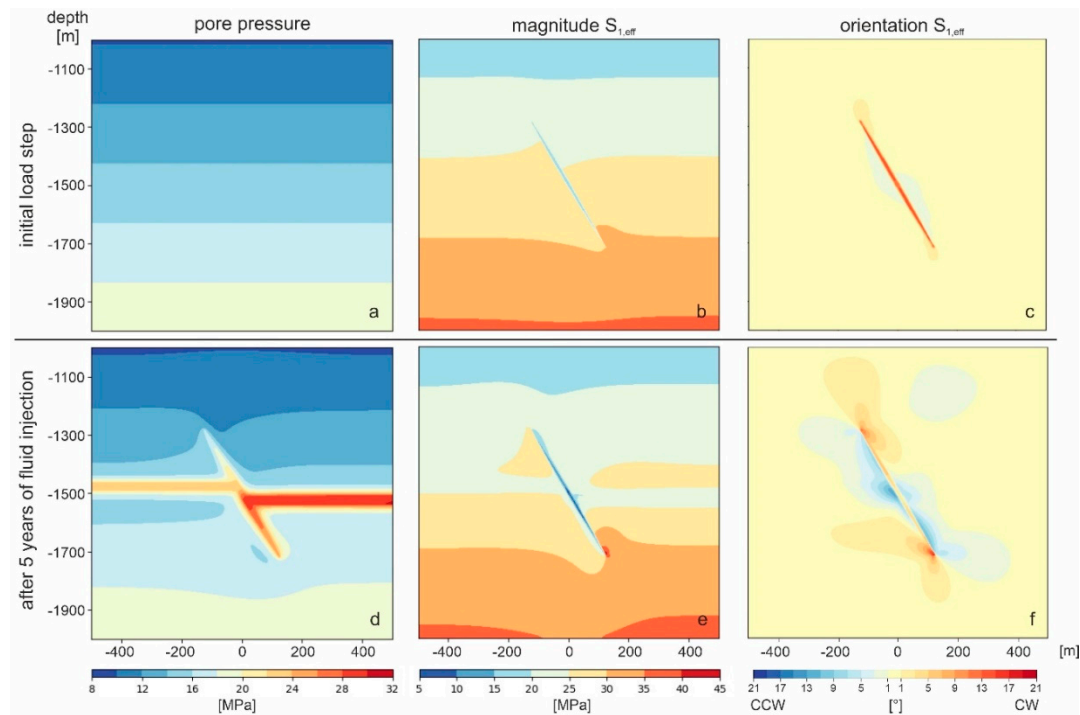 depth
[m]
pore pressure
magnitude S1,eff
orientation S1,eff
initial load step
-1100
-1300
-1500
-1700
-1900
a
b
c
after 5 years of fluid injection
-1100
-1300
-1500
-1700
-1900
d
e
f
-400 -200 0 200 400
-400 -200 0 200 400
-400 -200 0 200 400 [m]
8 12 16 20 24 28 32
[MPa]
5 10 15 20 25 30 35 40 45
[MPa]
21 17 13 9 5 1 1 5 9 13 17 21
CCW [°] CW